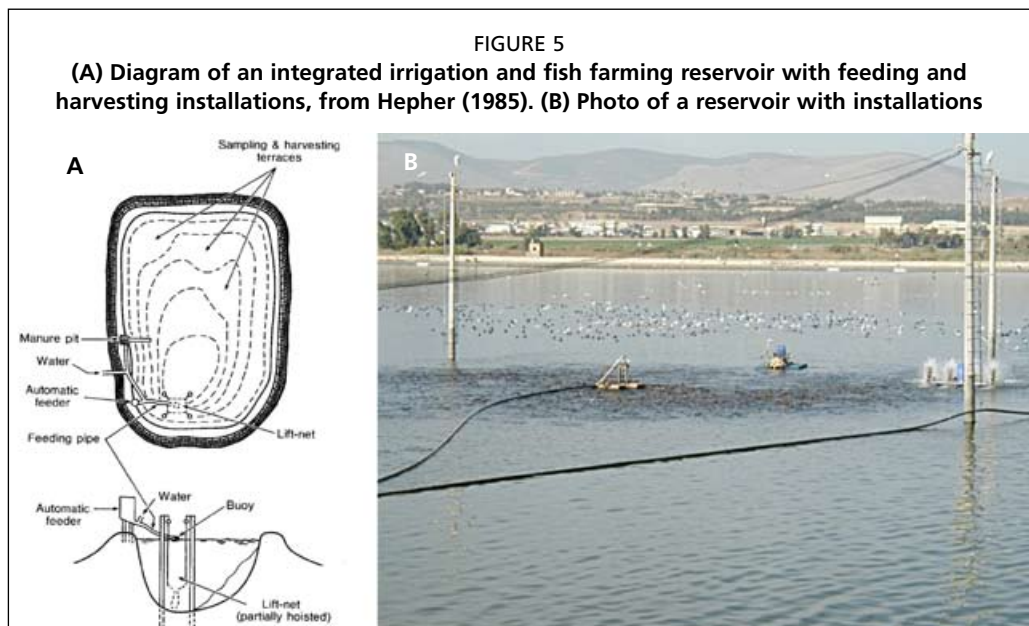 FIGURE 5
(A) Diagram of an integrated irrigation and fish farming reservoir with feeding and
harvesting installations, from Hepher (1985). (B) Photo of a reservoir with installations
A
Sampling & harvesting
terraces
Manure pit
Water
Automatic
feeder
Feeding pipe
Lift-net
Water
Automatic
feeder
Buoy
Lift-net
(partially hoisted)
B